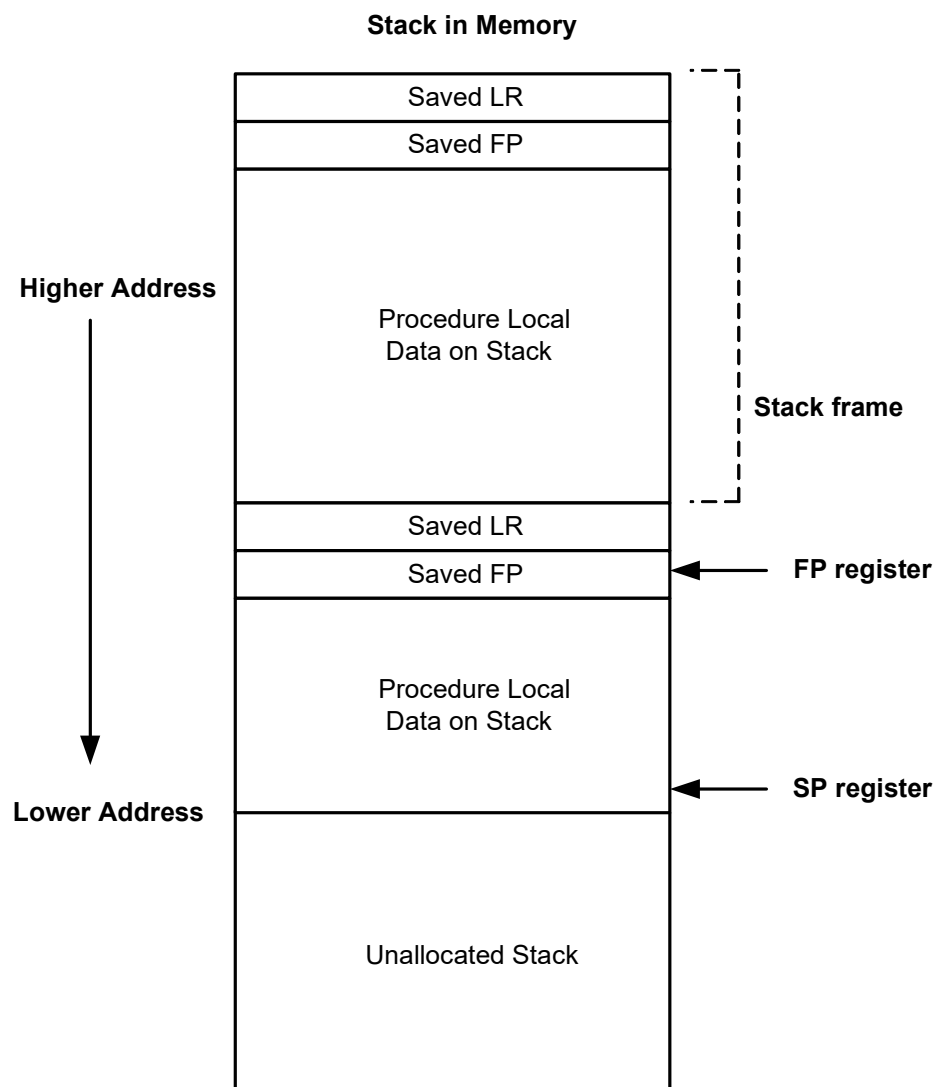 Stack in Memory
Saved LR
Saved FP
Higher Address
Procedure Local
Data on Stack
Stack frame
Saved LR
Saved FP
FP register
Procedure Local
Data on Stack
SP register
Lower Address
Unallocated Stack